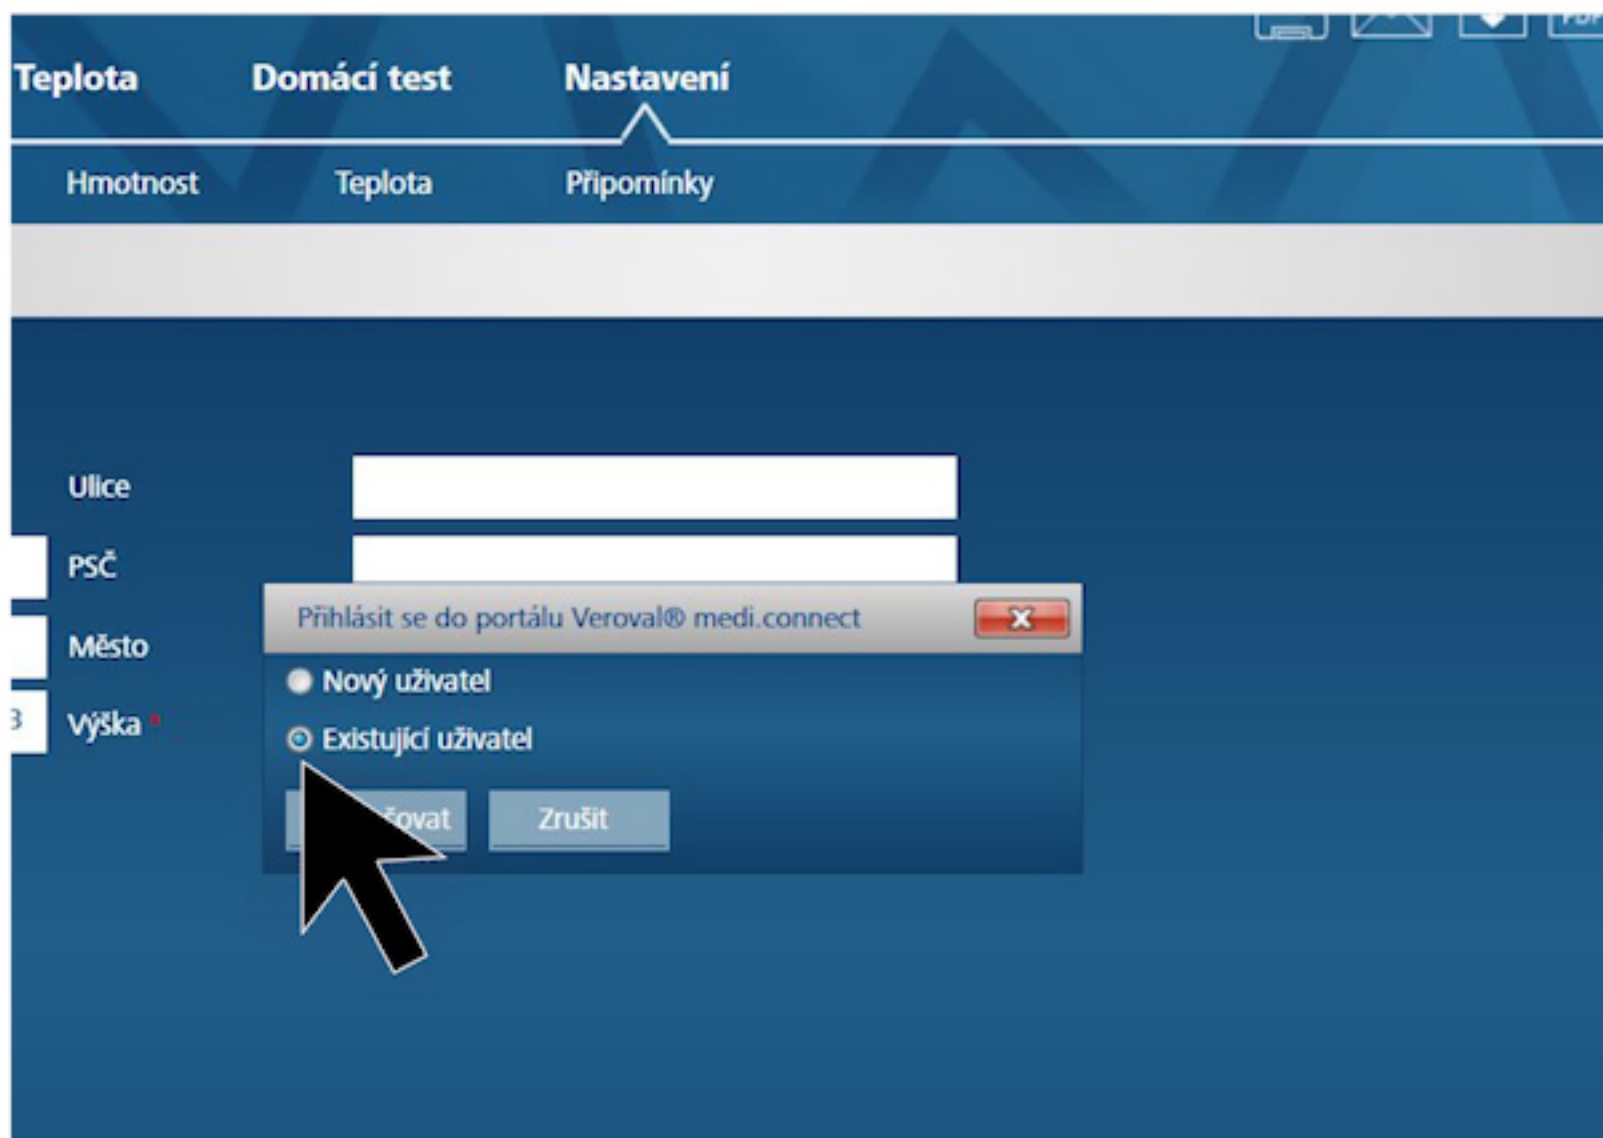 Teplota Domácí test Nastavení
Hmotnost Teplota Připomínky
Ulice
PSČ
Přihlásit se do portálu Veroval® medi.connect
Město
Nový uživatel
Výška *
Existující uživatel
Zrušit